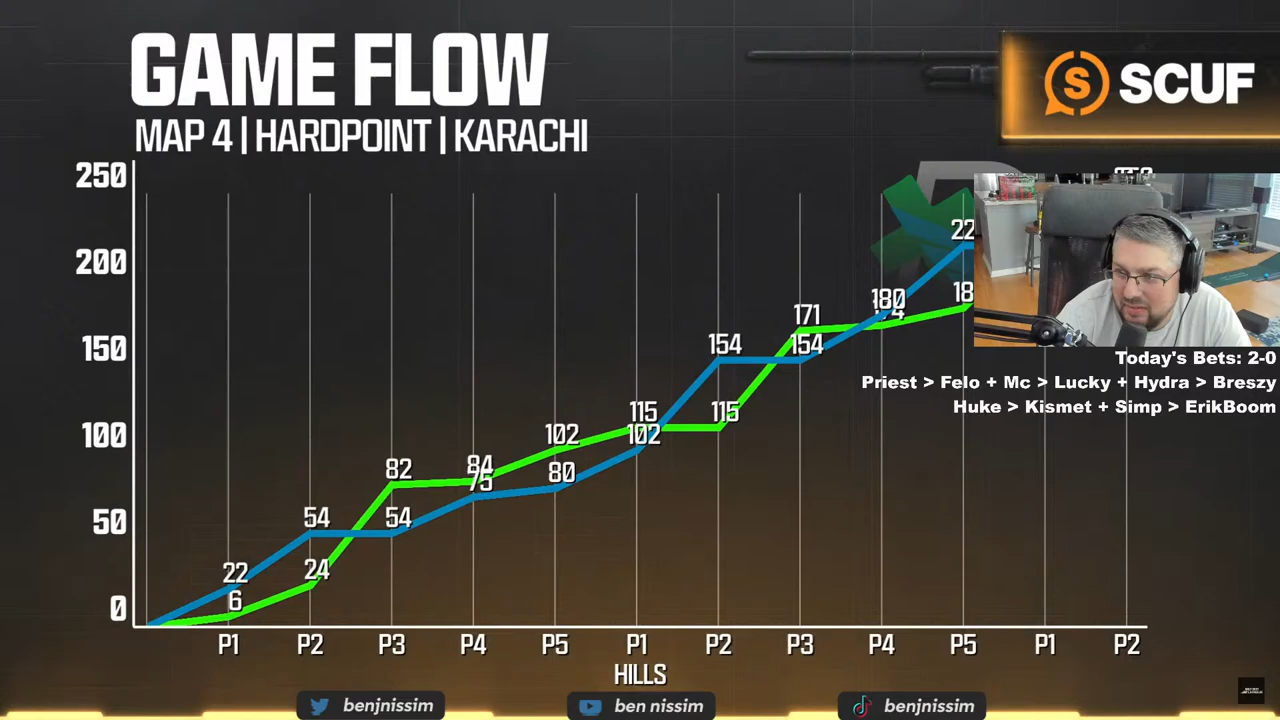 GAME FLOW
MAP 4 | HARDPOINT | KARACHI
SCUF
250
200
150
100
50
0
22
6
54
24
82
54
84
75
102
80
115
102
154
115
171
154
180
22
18
P1 P2 P3 P4 P5 P1 P2 P3 P4 P5 P1 P2
HILLS
Today's Bets: 2-0
Priest > Felo + Mc > Lucky + Hydra > Breszy
Huke > Kismet + Simp > ErikBoom
benjnissim ben nissim benjnissim